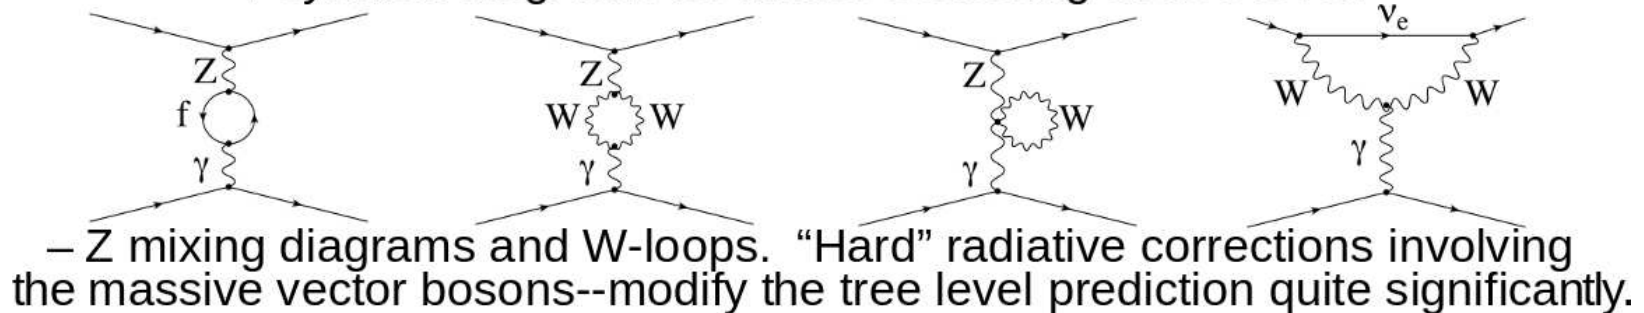 ν_e
Z Z Z
f W W W W W
γ γ γ γ
– Z mixing diagrams and W-loops. “Hard” radiative corrections involving
the massive vector bosons--modify the tree level prediction quite significantly.